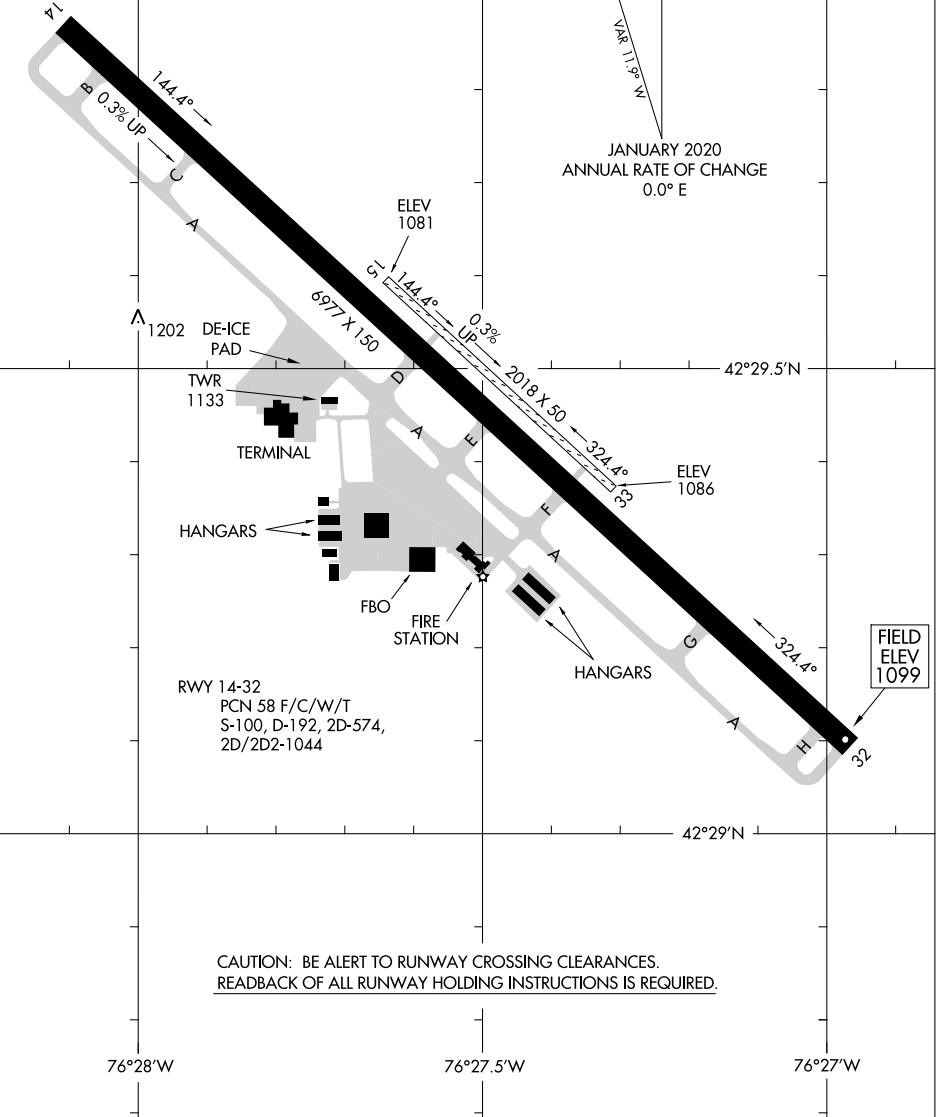 14
VAR 11.9° W
144.4°
B
0.3% UP
JANUARY 2020
ANNUAL RATE OF CHANGE
0.0° E
C
A
ELEV
1081
15
144.4°
0.3%
UP
6977 X 150
1202
DE-ICE
PAD
2018 X 50
42°29.5'N
D
TWR
1133
A
E
324.4°
TERMINAL
ELEV
1086
33
F
HANGARS
A
FBO
FIRE
STATION
HANGARS
G
324.4°
FIELD
ELEV
1099
RWY 14-32
PCN 58 F/C/W/T
S-100, D-192, 2D-574,
2D/2D2-1044
A
H
32
42°29'N
CAUTION: BE ALERT TO RUNWAY CROSSING CLEARANCES.
READBACK OF ALL RUNWAY HOLDING INSTRUCTIONS IS REQUIRED.
76°28'W
76°27.5'W
76°27'W